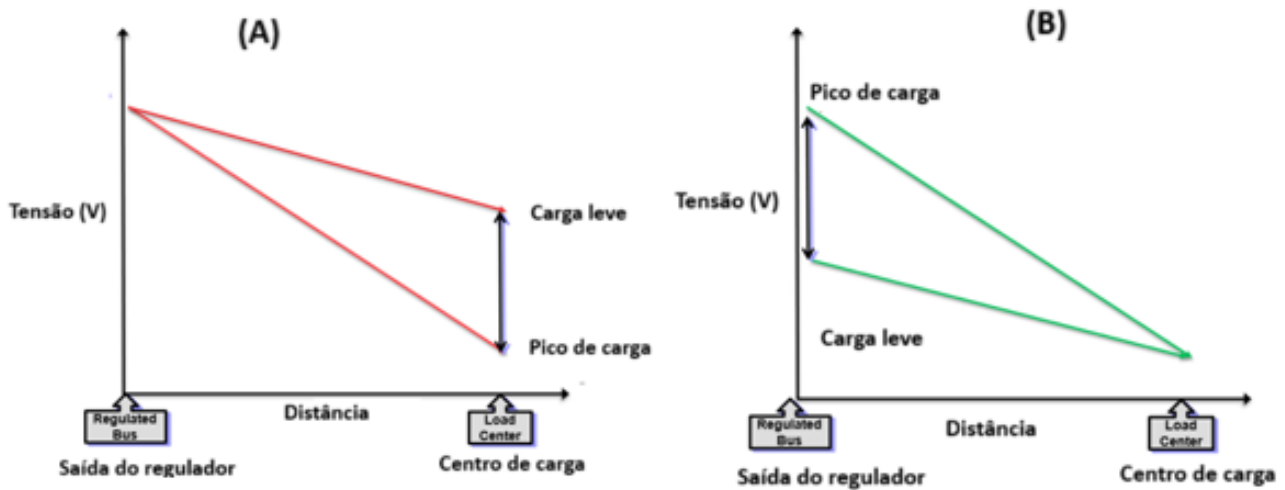 (A)
Tensão (V)
Carga leve
Pico de carga
Regulated
Bus
Distância
Load
Center
Saída do regulador
Centro de carga
(B)
Pico de carga
Tensão (V)
Carga leve
Regulated
Bus
Distância
Load
Center
Saída do regulador
Centro de carga